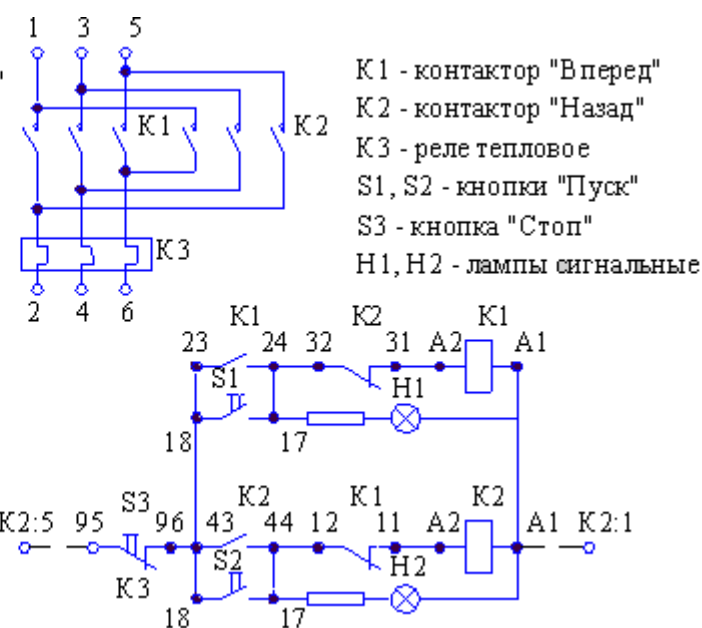 1 3 5
K1
K2
K3
2 4 6
К1 - контактор "Вперед"
К2 - контактор "Назад"
К3 - реле тепловое
S1, S2 - кнопки "Пуск"
S3 - кнопка "Стоп"
H1, H2 - лампы сигнальные
K1 K2 K1
23 24 32 31 A2 A1
S1 H1
18 17
S3 K2 K1 K2
K2:5 95 96 43 44 12 11 A2 A1 K2:1
S2 H2
K3
18 17